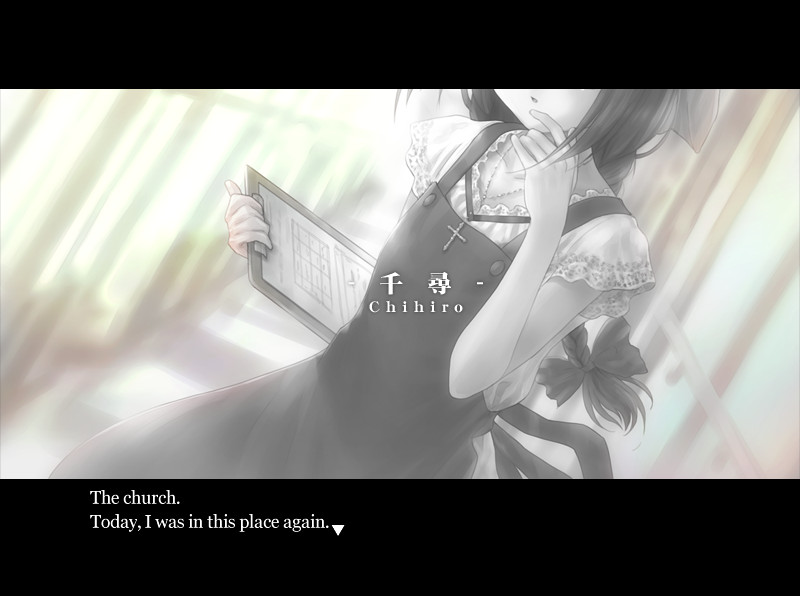 - 千尋 -
Chihiro
The church.
Today, I was in this place again.